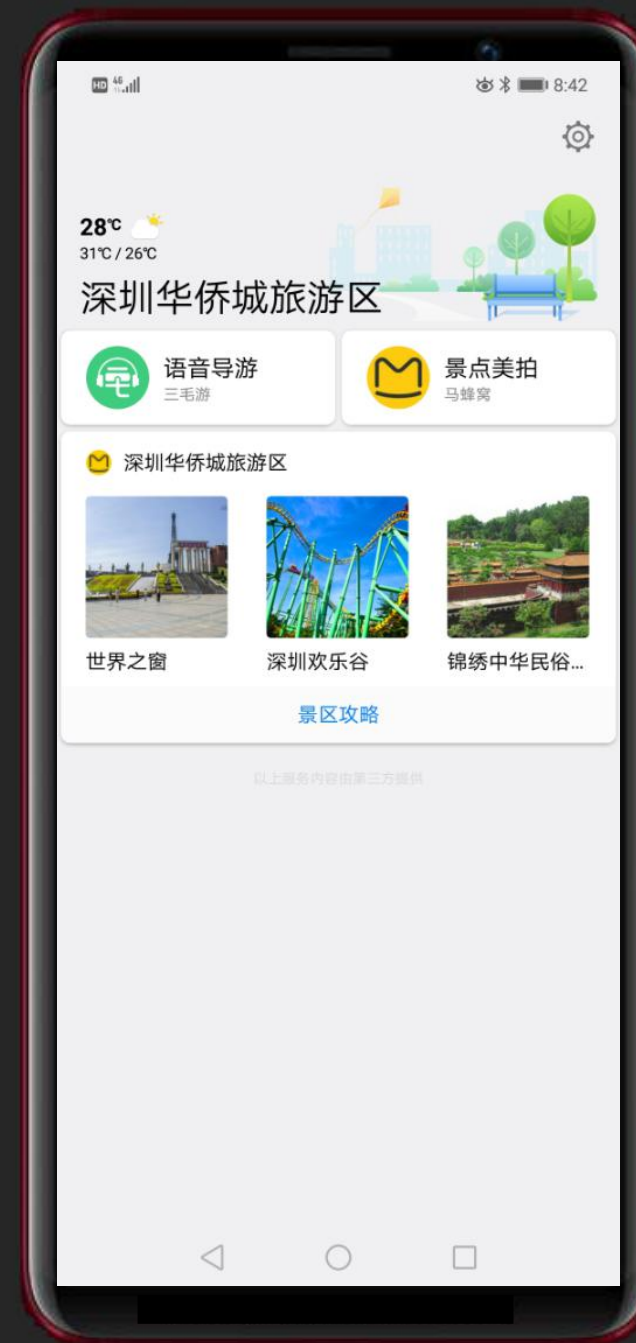 HD 4G 8:42
28℃
31℃ / 26℃
深圳华侨城旅游区
语音导游
三毛游
景点美拍
马蜂窝
深圳华侨城旅游区
世界之窗
深圳欢乐谷
锦绣中华民俗...
景区攻略
以上服务内容由第三方提供